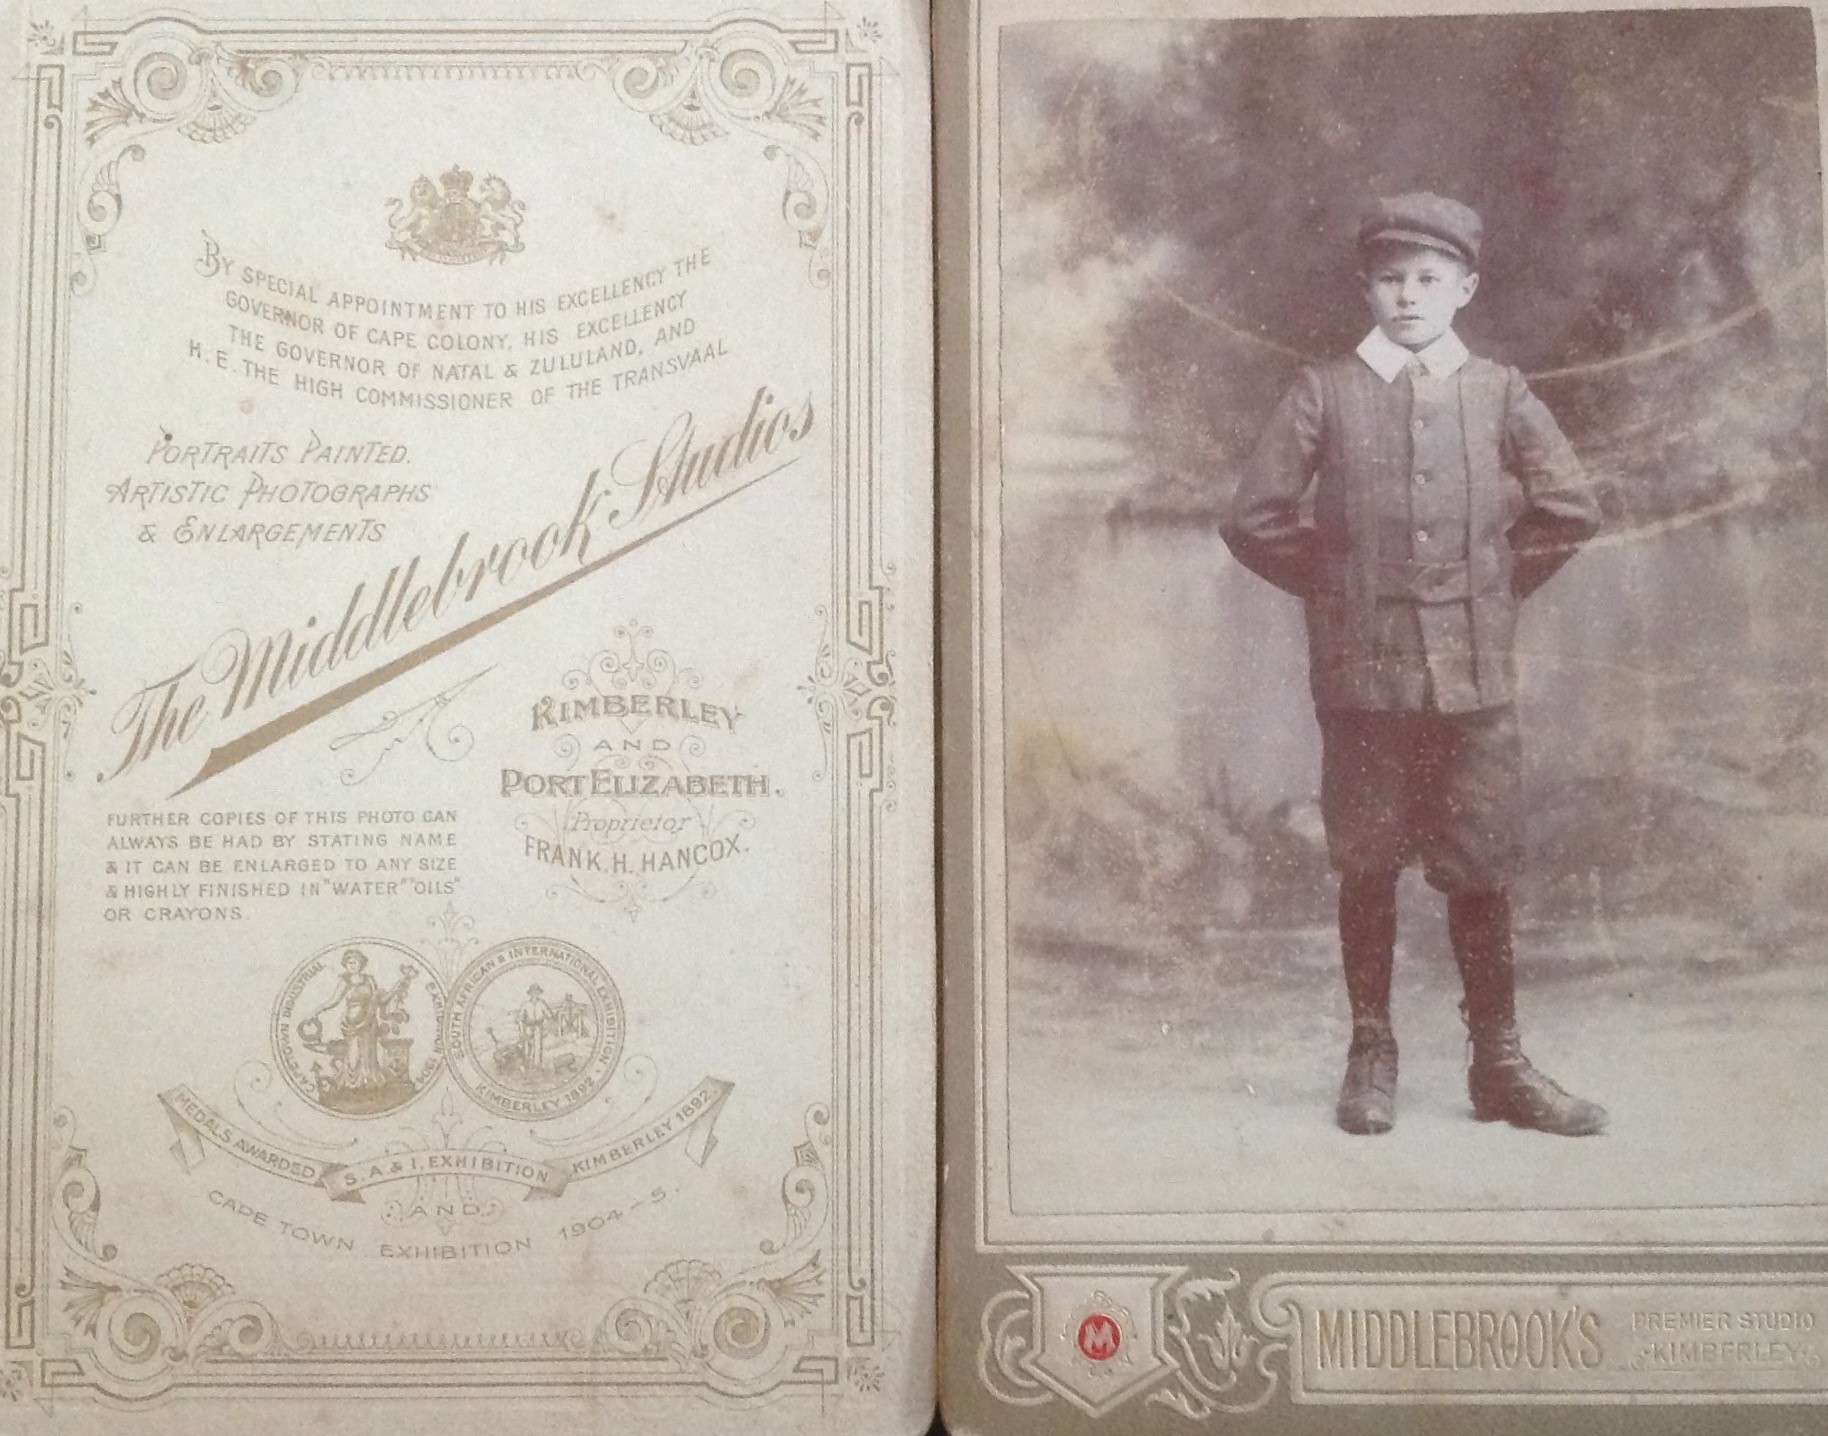 BY SPECIAL APPOINTMENT TO HIS EXCELLENCY THE
GOVERNOR OF CAPE COLONY, HIS EXCELLENCY
THE GOVERNOR OF NATAL & ZULULAND, AND
H. E. THE HIGH COMMISSIONER OF THE TRANSVAAL
PORTRAITS PAINTED.
ARTISTIC PHOTOGRAPHS
& ENLARGEMENTS
The Middlebrook Studios
KIMBERLEY
AND
PORT ELIZABETH.
Proprietor
FRANK. H. HANCOX.
FURTHER COPIES OF THIS PHOTO CAN
ALWAYS BE HAD BY STATING NAME
& IT CAN BE ENLARGED TO ANY SIZE
& HIGHLY FINISHED IN "WATER" "OILS"
OR CRAYONS.
CAPETOWN INDUSTRIAL EXHIBITION 1904
SOUTH AFRICAN & INTERNATIONAL EXHIBITION
KIMBERLEY 1892
MEDALS AWARDED S. A & I. EXHIBITION KIMBERLEY 1892.
AND
CAPE TOWN EXHIBITION 1904-5.
M
MIDDLEBROOK'S
PREMIER STUDIO
KIMBERLEY